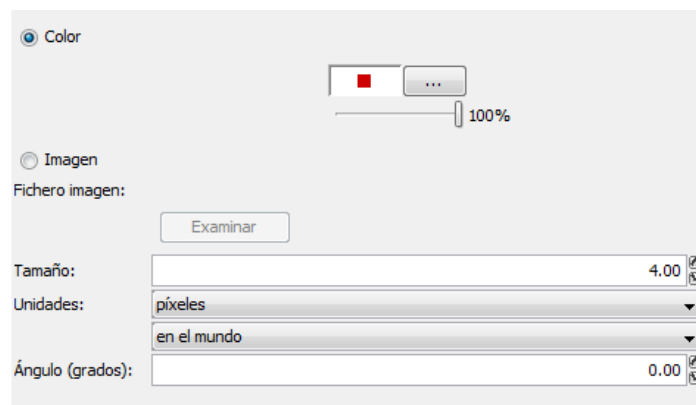 Color
...
100%
Imagen
Fichero imagen:
Examinar
Tamaño: 4.00
Unidades: píxeles
en el mundo
Ángulo (grados): 0.00